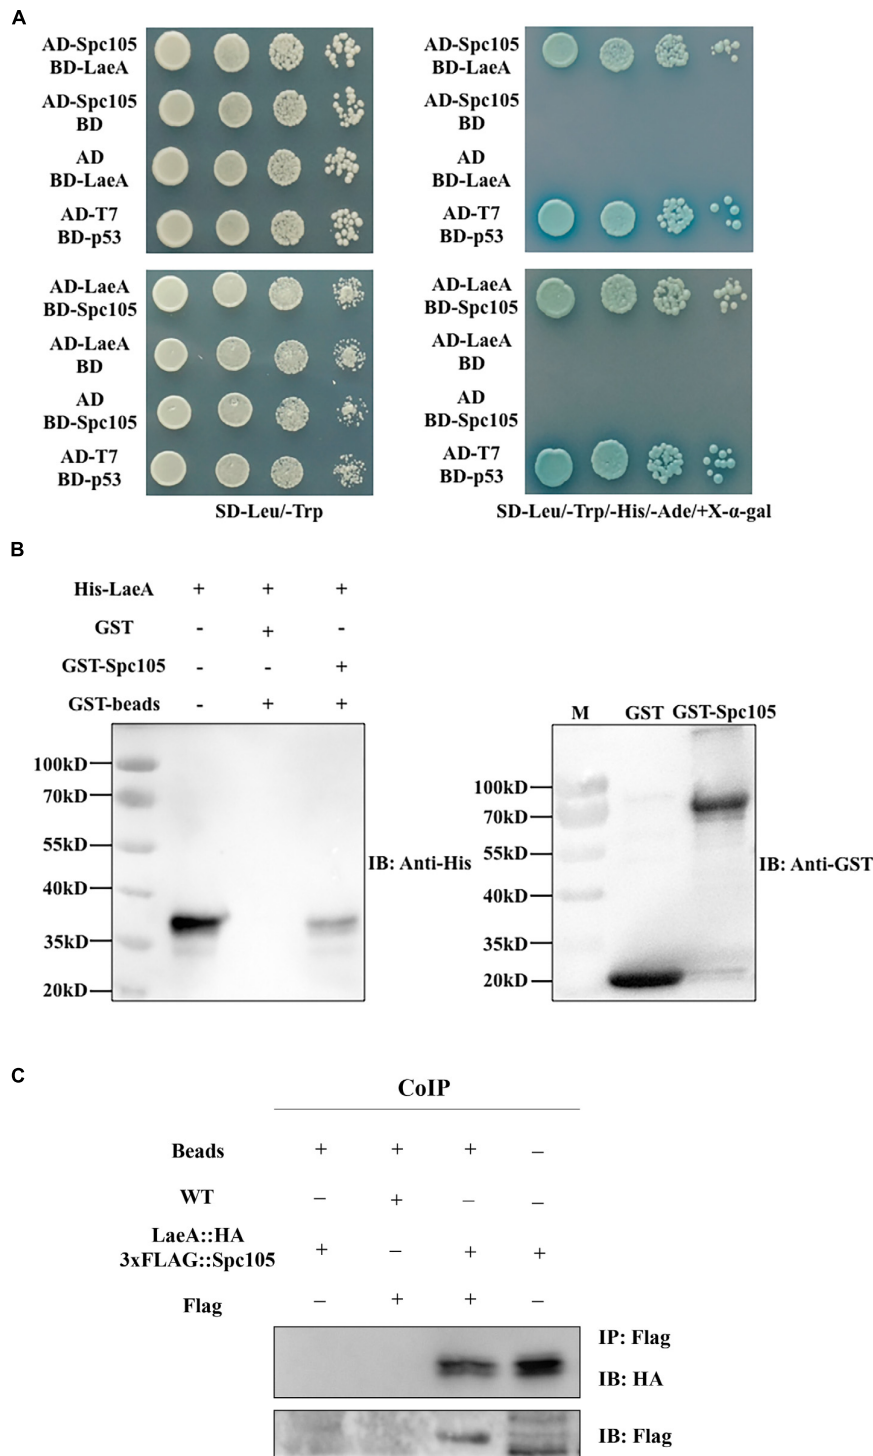 A
AD-Spc105
BD-LaeA
AD-Spc105
BD
AD
BD-LaeA
AD-T7
BD-p53
AD-Spc105
BD-LaeA
AD-Spc105
BD
AD
BD-LaeA
AD-T7
BD-p53
AD-LaeA
BD-Spc105
AD-LaeA
BD
AD
BD-Spc105
AD-T7
BD-p53
AD-LaeA
BD-Spc105
AD-LaeA
BD
AD
BD-Spc105
AD-T7
BD-p53
SD-Leu/-Trp
SD-Leu/-Trp/-His/-Ade/+X-α-gal
B
His-LaeA + + +
GST - + -
GST-Spc105 - - +
GST-beads - + +
100kD
70kD
55kD
40kD
35kD
20kD
IB: Anti-His
M GST GST-Spc105
100kD
70kD
55kD
40kD
35kD
20kD
IB: Anti-GST
C
CoIP
Beads + + + –
WT – + – –
LaeA::HA
3xFLAG::Spc105 + – + +
Flag – + + –
IP: Flag
IB: HA
IB: Flag